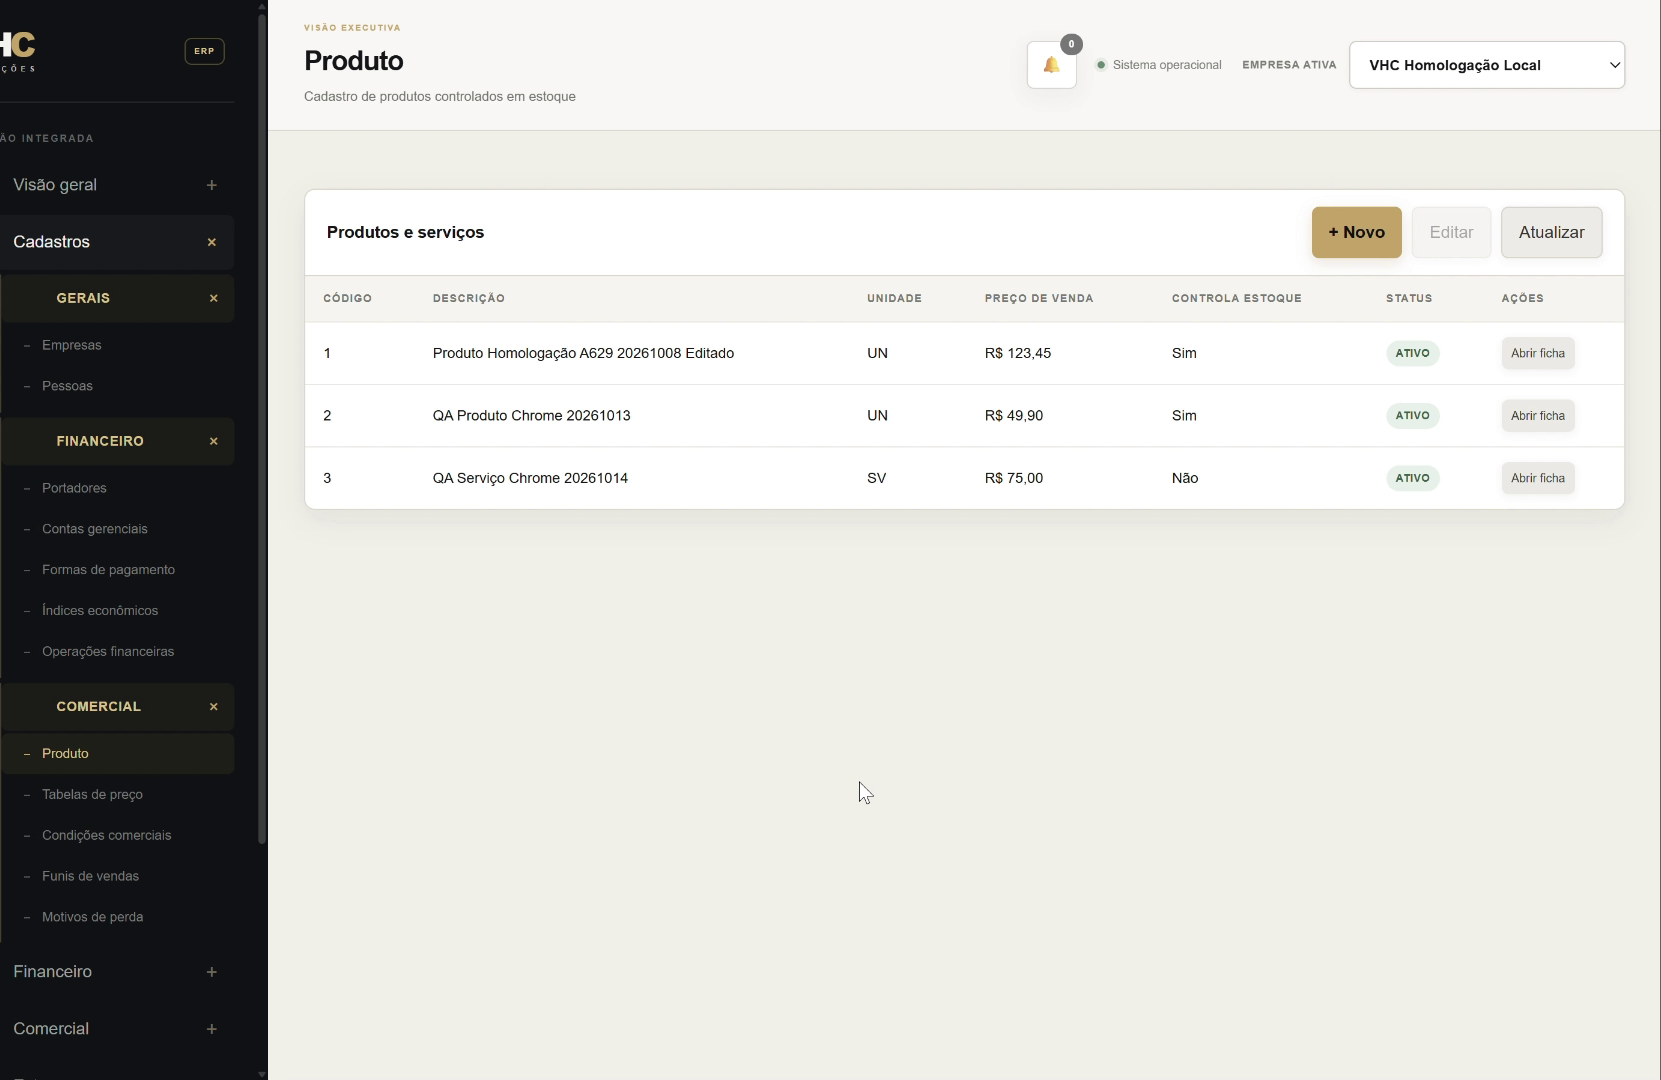 HC
ÇÕES
ERP
ÃO INTEGRADA
Visão geral +
Cadastros ×
GERAIS ×
– Empresas
– Pessoas
FINANCEIRO ×
– Portadores
– Contas gerenciais
– Formas de pagamento
– Índices econômicos
– Operações financeiras
COMERCIAL ×
– Produto
– Tabelas de preço
– Condições comerciais
– Funis de vendas
– Motivos de perda
Financeiro +
Comercial +
VISÃO EXECUTIVA
Produto
Cadastro de produtos controlados em estoque
0
Sistema operacional
EMPRESA ATIVA
VHC Homologação Local
Produtos e serviços
+ Novo
Editar
Atualizar
CÓDIGO DESCRIÇÃO UNIDADE PREÇO DE VENDA CONTROLA ESTOQUE STATUS AÇÕES
1 Produto Homologação A629 20261008 Editado UN R$ 123,45 Sim ATIVO Abrir ficha
2 QA Produto Chrome 20261013 UN R$ 49,90 Sim ATIVO Abrir ficha
3 QA Serviço Chrome 20261014 SV R$ 75,00 Não ATIVO Abrir ficha